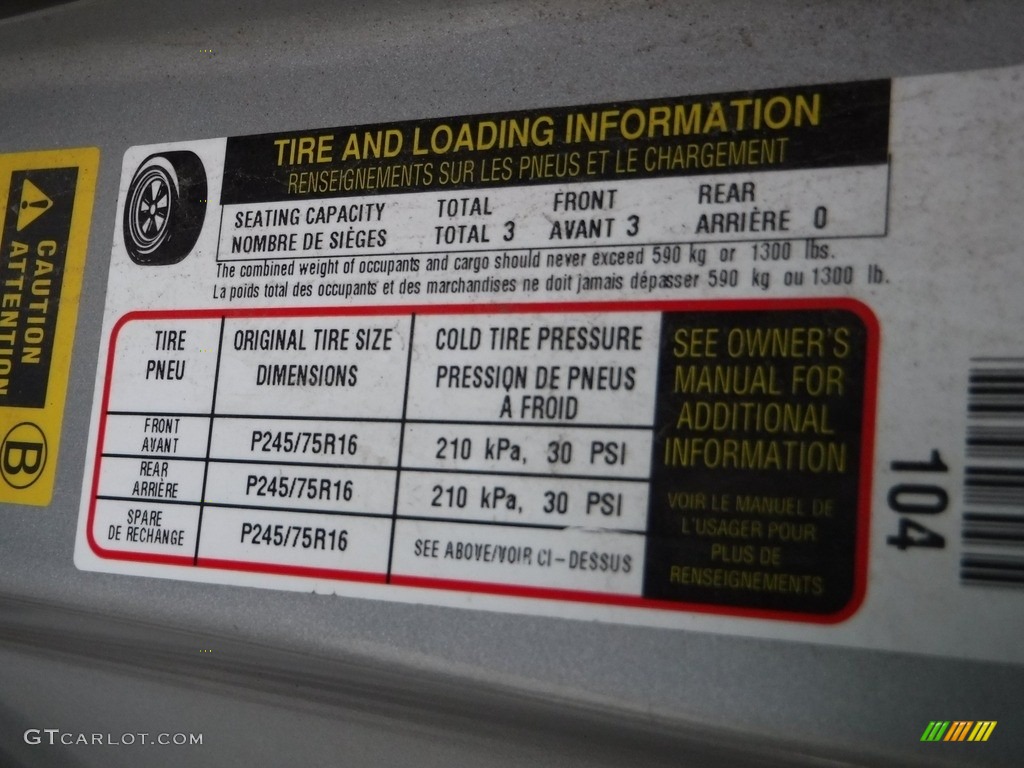 TIRE AND LOADING INFORMATION
RENSEIGNEMENTS SUR LES PNEUS ET LE CHARGEMENT
SEATING CAPACITY TOTAL FRONT REAR
NOMBRE DE SIÈGES TOTAL 3 AVANT 3 ARRIÈRE 0
The combined weight of occupants and cargo should never exceed 590 kg or 1300 lbs.
La poids total des occupants et des marchandises ne doit jamais dépasser 590 kg ou 1300 lb.
TIRE
PNEU
ORIGINAL TIRE SIZE
DIMENSIONS
COLD TIRE PRESSURE
PRESSION DE PNEUS
À FROID
FRONT
AVANT
P245/75R16
210 kPa, 30 PSI
REAR
ARRIÈRE
P245/75R16
210 kPa, 30 PSI
SPARE
DE RECHANGE
P245/75R16
SEE ABOVE/VOIR CI-DESSUS
SEE OWNER'S
MANUAL FOR
ADDITIONAL
INFORMATION
VOIR LE MANUEL DE
L'USAGER POUR
PLUS DE
RENSEIGNEMENTS
CAUTION
ATTENTION
B
104
GTCARLOT.COM